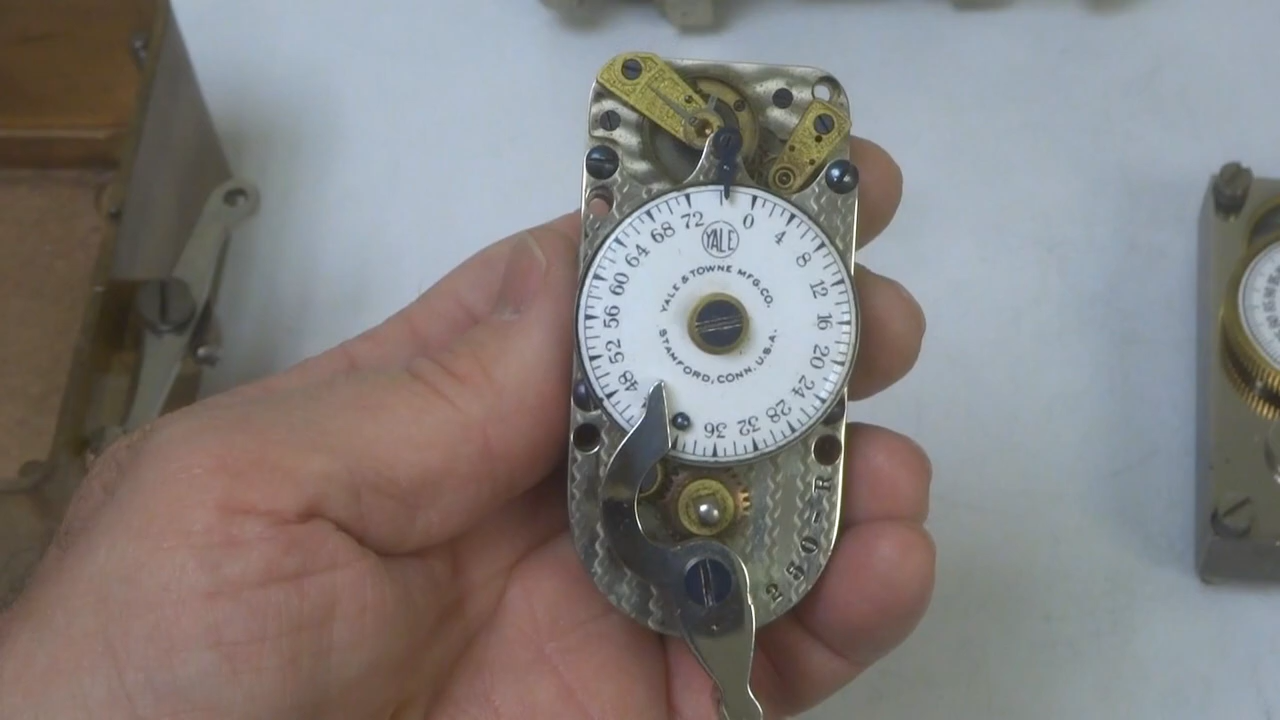 72 0 4 8 12 16 20 24 28 32 36 48 52 56 60 64 68
YALE
YALE & TOWNE MFG. CO.
STAMFORD, CONN. U.S.A.
250-R